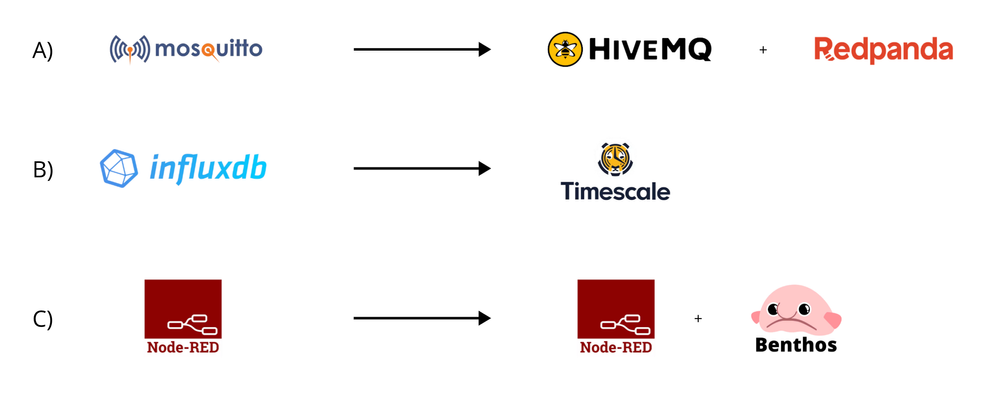 A) mosquitto HIVEMQ + Redpanda
B) influxdb Timescale
C) Node-RED Node-RED + Benthos